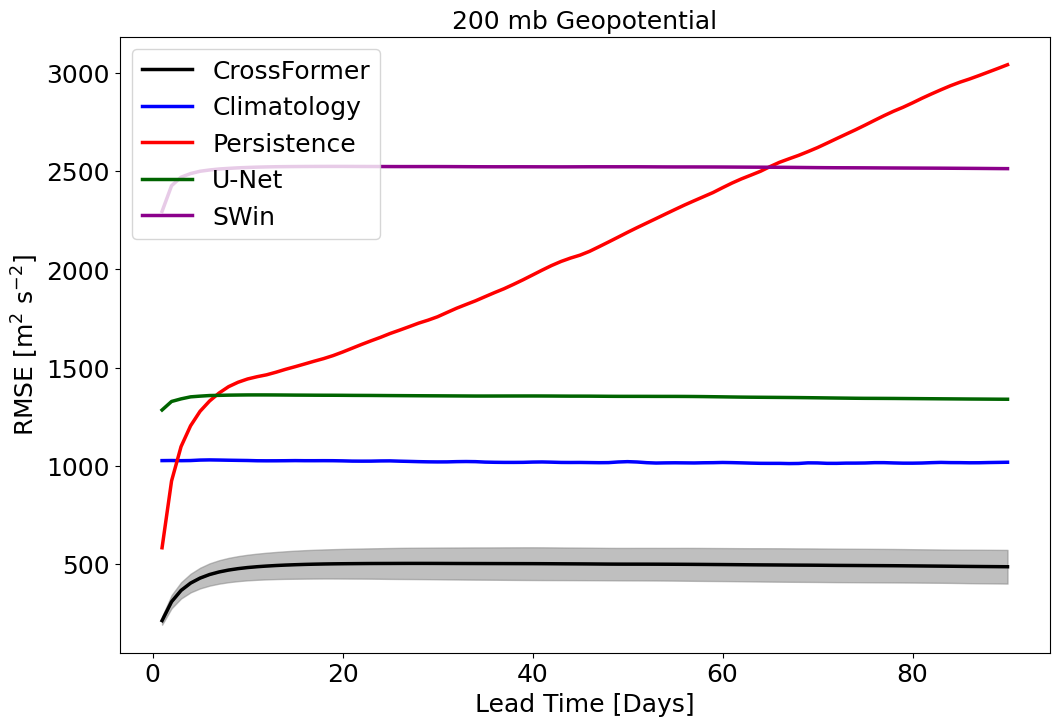 200 mb Geopotential
CrossFormer
Climatology
Persistence
U-Net
SWin
3000
2500
2000
1500
1000
500
RMSE [m² s⁻²]
0 20 40 60 80
Lead Time [Days]